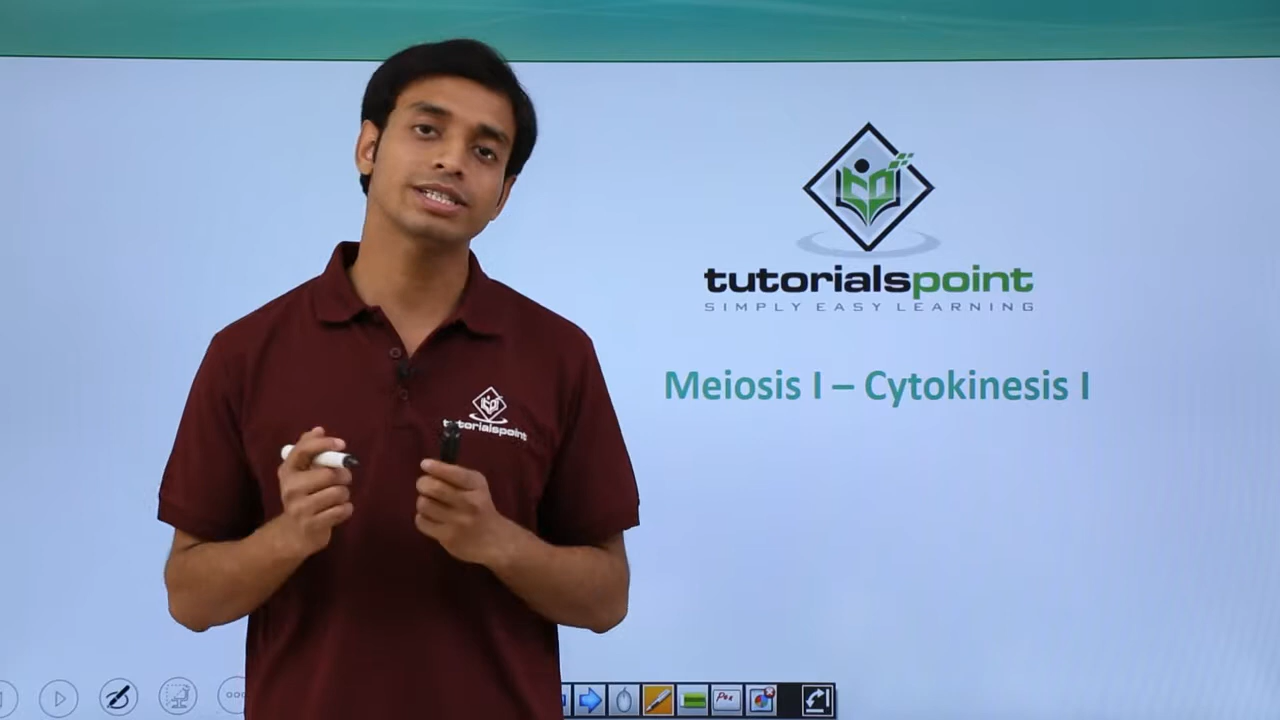 tutorialspoint
SIMPLY EASY LEARNING
Meiosis I – Cytokinesis I
tutorialspoint